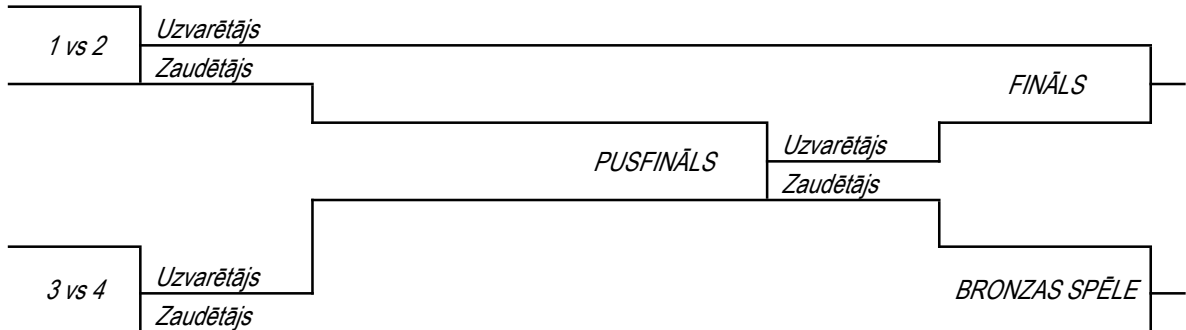 Uzvarētājs
1 vs 2
Zaudētājs
FINĀLS
Uzvarētājs
PUSFINĀLS
Zaudētājs
Uzvarētājs
3 vs 4
BRONZAS SPĒLE
Zaudētājs